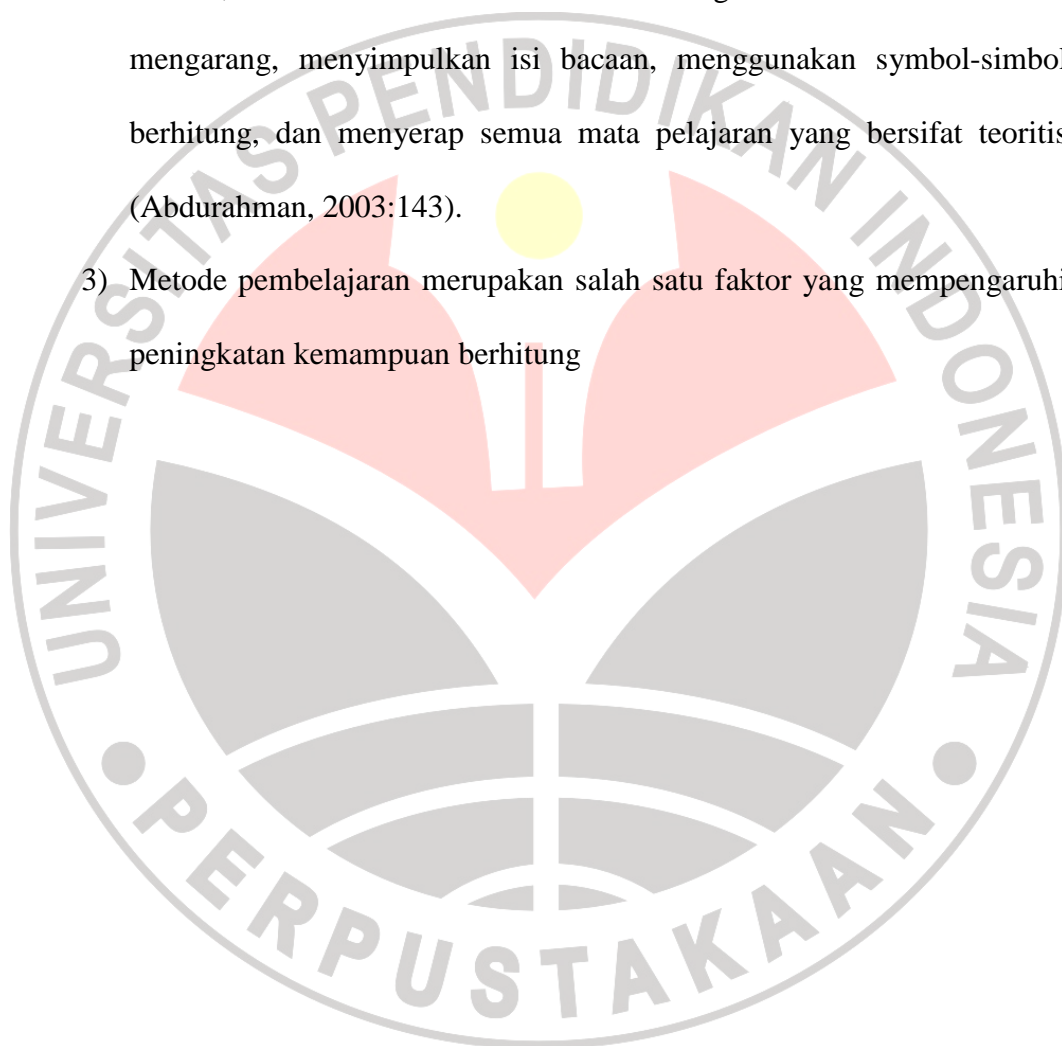 mengarang, menyimpulkan isi bacaan, menggunakan symbol-simbol
berhitung, dan menyerap semua mata pelajaran yang bersifat teoritis
(Abdurahman, 2003:143).
3) Metode pembelajaran merupakan salah satu faktor yang mempengaruhi
peningkatan kemampuan berhitung
UNIVERSITAS PENDIDIKAN INDONESIA
PERPUSTAKAAN